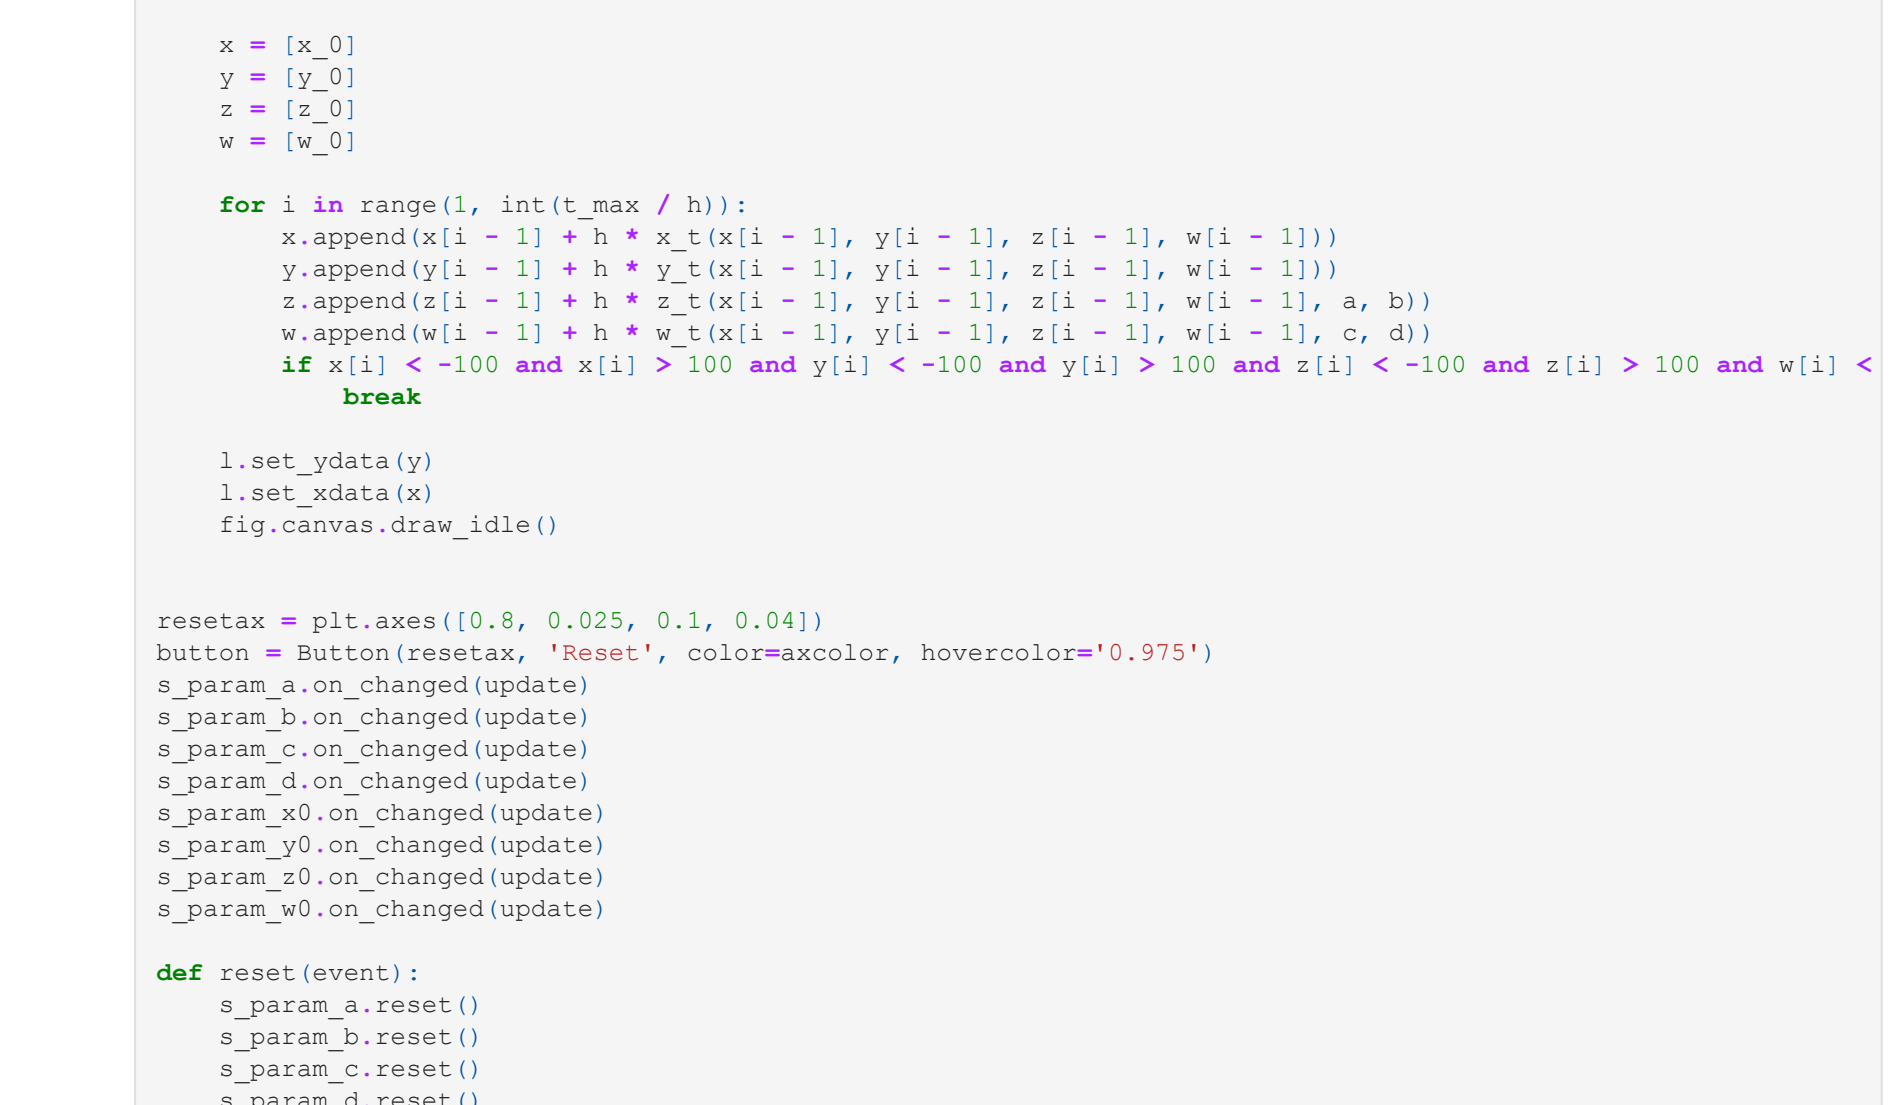 x = [x_0]
    y = [y_0]
    z = [z_0]
    w = [w_0]

    for i in range(1, int(t_max / h)):
        x.append(x[i - 1] + h * x_t(x[i - 1], y[i - 1], z[i - 1], w[i - 1]))
        y.append(y[i - 1] + h * y_t(x[i - 1], y[i - 1], z[i - 1], w[i - 1]))
        z.append(z[i - 1] + h * z_t(x[i - 1], y[i - 1], z[i - 1], w[i - 1], a, b))
        w.append(w[i - 1] + h * w_t(x[i - 1], y[i - 1], z[i - 1], w[i - 1], c, d))
        if x[i] < -100 and x[i] > 100 and y[i] < -100 and y[i] > 100 and z[i] < -100 and z[i] > 100 and w[i] <
            break

    l.set_ydata(y)
    l.set_xdata(x)
    fig.canvas.draw_idle()


resetax = plt.axes([0.8, 0.025, 0.1, 0.04])
button = Button(resetax, 'Reset', color=axcolor, hovercolor='0.975')
s_param_a.on_changed(update)
s_param_b.on_changed(update)
s_param_c.on_changed(update)
s_param_d.on_changed(update)
s_param_x0.on_changed(update)
s_param_y0.on_changed(update)
s_param_z0.on_changed(update)
s_param_w0.on_changed(update)

def reset(event):
    s_param_a.reset()
    s_param_b.reset()
    s_param_c.reset()
    s_param_d.reset()